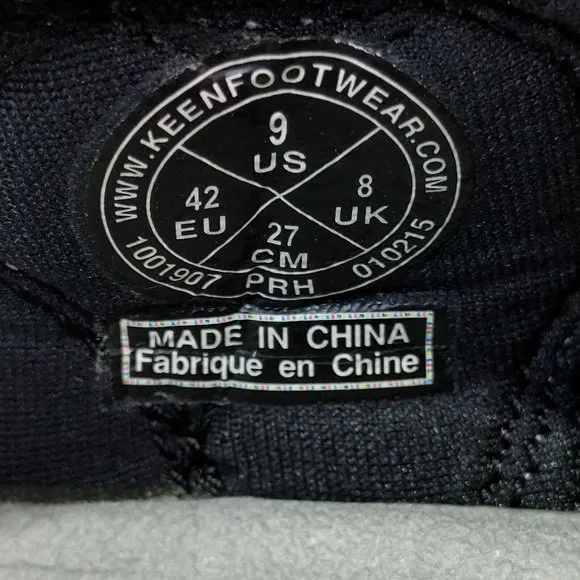 WWW.KEENFOOTWEAR.COM
9
US
42
EU
8
UK
27
CM
1001907
PRH
010215
MADE IN CHINA
Fabriqué en Chine